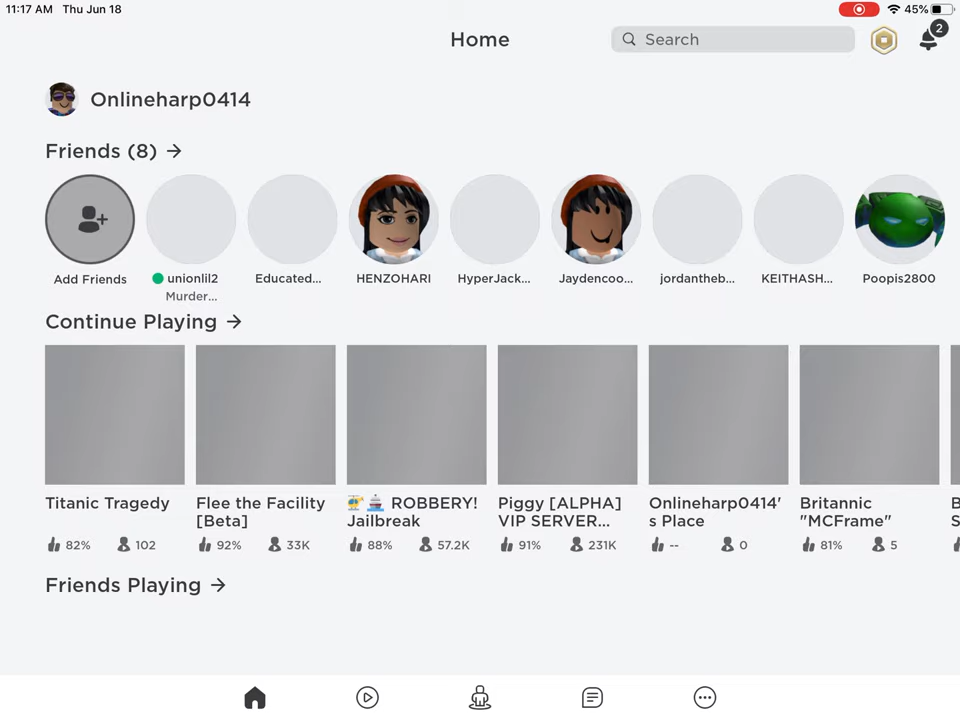 11:17 AM Thu Jun 18
45%
Home
Search
2
Onlineharp0414
Friends (8)
Add Friends
unionlil2
Murder...
Educated...
HENZOHARI
HyperJack...
Jaydencoo...
jordantheb...
KEITHASH...
Poopis2800
Continue Playing
Titanic Tragedy
82% 102
Flee the Facility
[Beta]
92% 33K
🚁🚢 ROBBERY!
Jailbreak
88% 57.2K
Piggy [ALPHA]
VIP SERVER...
91% 231K
Onlineharp0414'
s Place
-- 0
Britannic
"MCFrame"
81% 5
B
S
Friends Playing